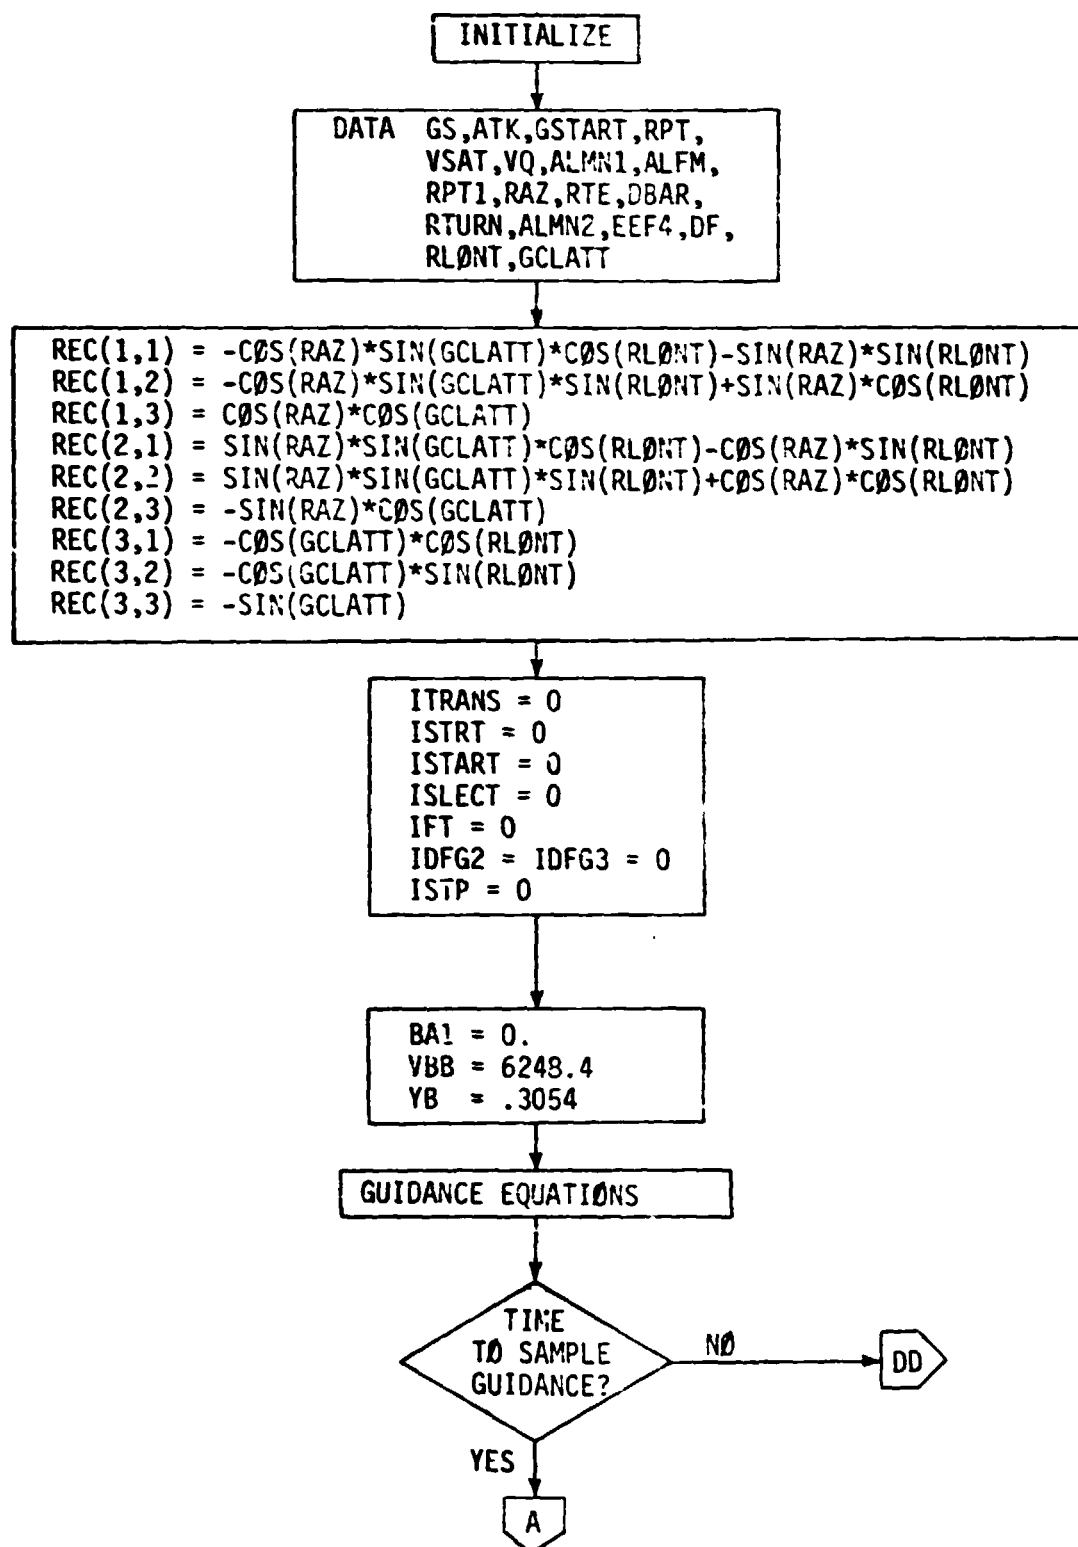 INITIALIZE
DATA GS,ATK,GSTART,RPT,
VSAT,VQ,ALMN1,ALFM,
RPT1,RAZ,RTE,DBAR,
RTURN,ALMN2,EEF4,DF,
RLØNT,GCLATT
REC(1,1) = -CØS(RAZ)*SIN(GCLATT)*CØS(RLØNT)-SIN(RAZ)*SIN(RLØNT)
REC(1,2) = -CØS(RAZ)*SIN(GCLATT)*SIN(RLØNT)+SIN(RAZ)*CØS(RLØNT)
REC(1,3) = CØS(RAZ)*CØS(GCLATT)
REC(2,1) = SIN(RAZ)*SIN(GCLATT)*CØS(RLØNT)-CØS(RAZ)*SIN(RLØNT)
REC(2,2) = SIN(RAZ)*SIN(GCLATT)*SIN(RLØNT)+CØS(RAZ)*CØS(RLØNT)
REC(2,3) = -SIN(RAZ)*CØS(GCLATT)
REC(3,1) = -CØS(GCLATT)*CØS(RLØNT)
REC(3,2) = -CØS(GCLATT)*SIN(RLØNT)
REC(3,3) = -SIN(GCLATT)
ITRANS = 0
ISTRT = 0
ISTART = 0
ISLECT = 0
IFT = 0
IDFG2 = IDFG3 = 0
ISTP = 0
BA1 = 0.
VBB = 6248.4
YB = .3054
GUIDANCE EQUATIØNS
TIME
TØ SAMPLE
GUIDANCE?
NØ
DD
YES
A